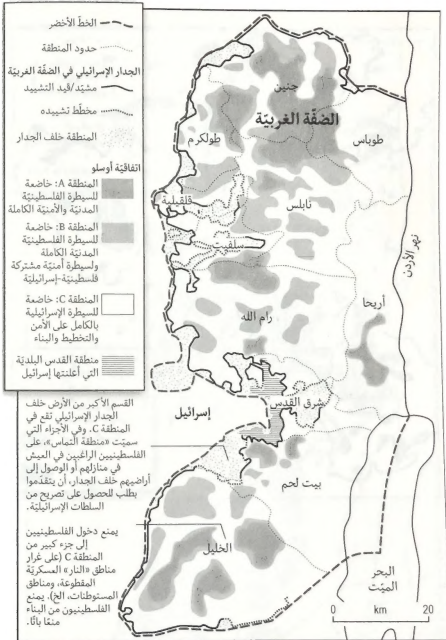 الخطّ الأخضر
حدود المنطقة
الجدار الإسرائيلي في الضفّة الغربيّة
مشيّد/قيد التشييد
مخطّط تشييده
المنطقة خلف الجدار
اتفاقيّة أوسلو
المنطقة A: خاضعة
للسيطرة الفلسطينيّة
المدنيّة والأمنيّة الكاملة
المنطقة B: خاضعة
للسيطرة الفلسطينيّة
المدنيّة الكاملة
ولسيطرة أمنيّة مشتركة
فلسطينيّة-إسرائيليّة
المنطقة C: خاضعة
للسيطرة الإسرائيلية
بالكامل على الأمن
والتخطيط والبناء
منطقة القدس البلديّة
التي أعلنتها إسرائيل
القسم الأكبر من الأرض خلف
الجدار الإسرائيلي تقع في
المنطقة C. وفي الأجزاء التي
سميّت «منطقة التماس»، على
الفلسطينيين الراغبين في العيش
في منازلهم أو الوصول إلى
أراضيهم خلف الجدار، أن يتقدّموا
بطلب للحصول على تصريح من
السلطات الإسرائيليّة.
يمنع دخول الفلسطينيين
إلى جزء كبير من
المنطقة C (على غرار
مناطق «النار» العسكريّة
المقطوعة، ومناطق
المستوطنات، الخ). يمنع
الفلسطينيون من البناء
منعًا باتًا.
جنين
الضفّة الغربيّة
طوباس
طولكرم
قلقيلية
نابلس
سلفيت
نهر الأردن
أريحا
رام الله
إسرائيل
شرق القدس
بيت لحم
الخليل
البحر
الميّت
0 km 20